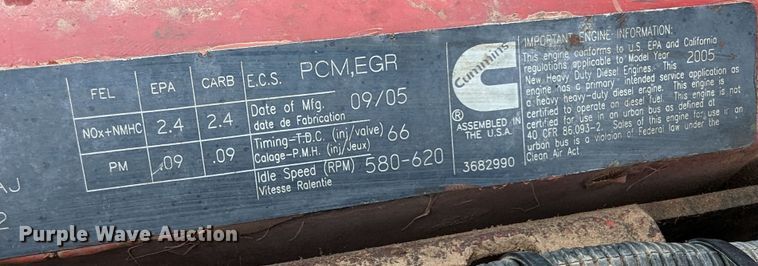 AJ
2
FEL EPA CARB
NOx+NMHC 2.4 2.4
PM .09 .09
E.C.S. PCM,EGR
Date of Mfg. 09/05
date de Fabrication
Timing-T.D.C. (inj/valve) 66
Calage-P.M.H. (inj/Jeux)
Idle Speed (RPM) 580-620
Vitesse Ralentie
Cummins
®
ASSEMBLED IN
THE U.S.A.
3682990
IMPORTANT ENGINE INFORMATION:
This engine conforms to U.S. EPA and California
regulations applicable to Model Year 2005
New Heavy Duty Diesel Engines. This
engine has a primary intended service application as
a heavy heavy-duty diesel engine. This engine is
certified to operate on diesel fuel. This engine is not
certified for use in an urban bus as defined at
40 CFR 86.093-2. Sales of this engine for use in an
urban bus is a violation of Federal law under the
Clean Air Act.
Purple Wave Auction